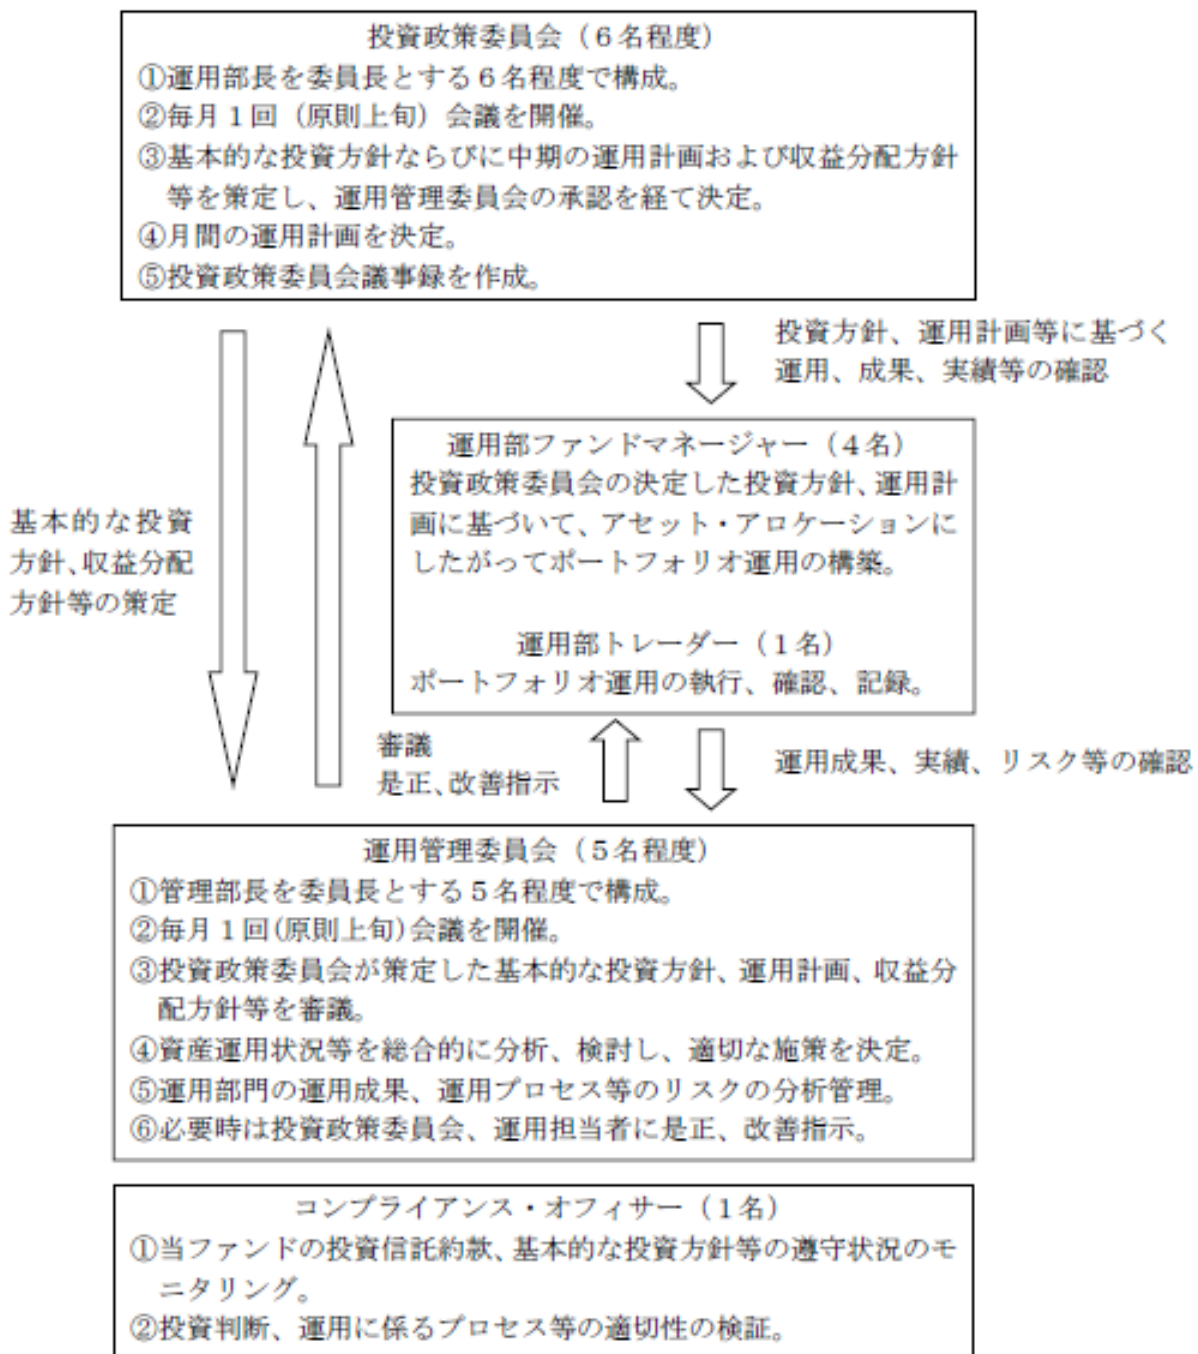 投資政策委員会（６名程度）
①運用部長を委員長とする６名程度で構成。
②毎月１回（原則上旬）会議を開催。
③基本的な投資方針ならびに中期の運用計画および収益分配方針
等を策定し、運用管理委員会の承認を経て決定。
④月間の運用計画を決定。
⑤投資政策委員会議事録を作成。
投資方針、運用計画等に基づく
運用、成果、実績等の確認
運用部ファンドマネージャー（４名）
投資政策委員会の決定した投資方針、運用計
画に基づいて、アセット・アロケーションに
したがってポートフォリオ運用の構築。
運用部トレーダー（１名）
ポートフォリオ運用の執行、確認、記録。
基本的な投資
方針、収益分配
方針等の策定
審議
是正、改善指示
運用成果、実績、リスク等の確認
運用管理委員会（５名程度）
①管理部長を委員長とする５名程度で構成。
②毎月１回(原則上旬)会議を開催。
③投資政策委員会が策定した基本的な投資方針、運用計画、収益分
配方針等を審議。
④資産運用状況等を総合的に分析、検討し、適切な施策を決定。
⑤運用部門の運用成果、運用プロセス等のリスクの分析管理。
⑥必要時は投資政策委員会、運用担当者に是正、改善指示。
コンプライアンス・オフィサー（１名）
①当ファンドの投資信託約款、基本的な投資方針等の遵守状況のモ
ニタリング。
②投資判断、運用に係るプロセス等の適切性の検証。